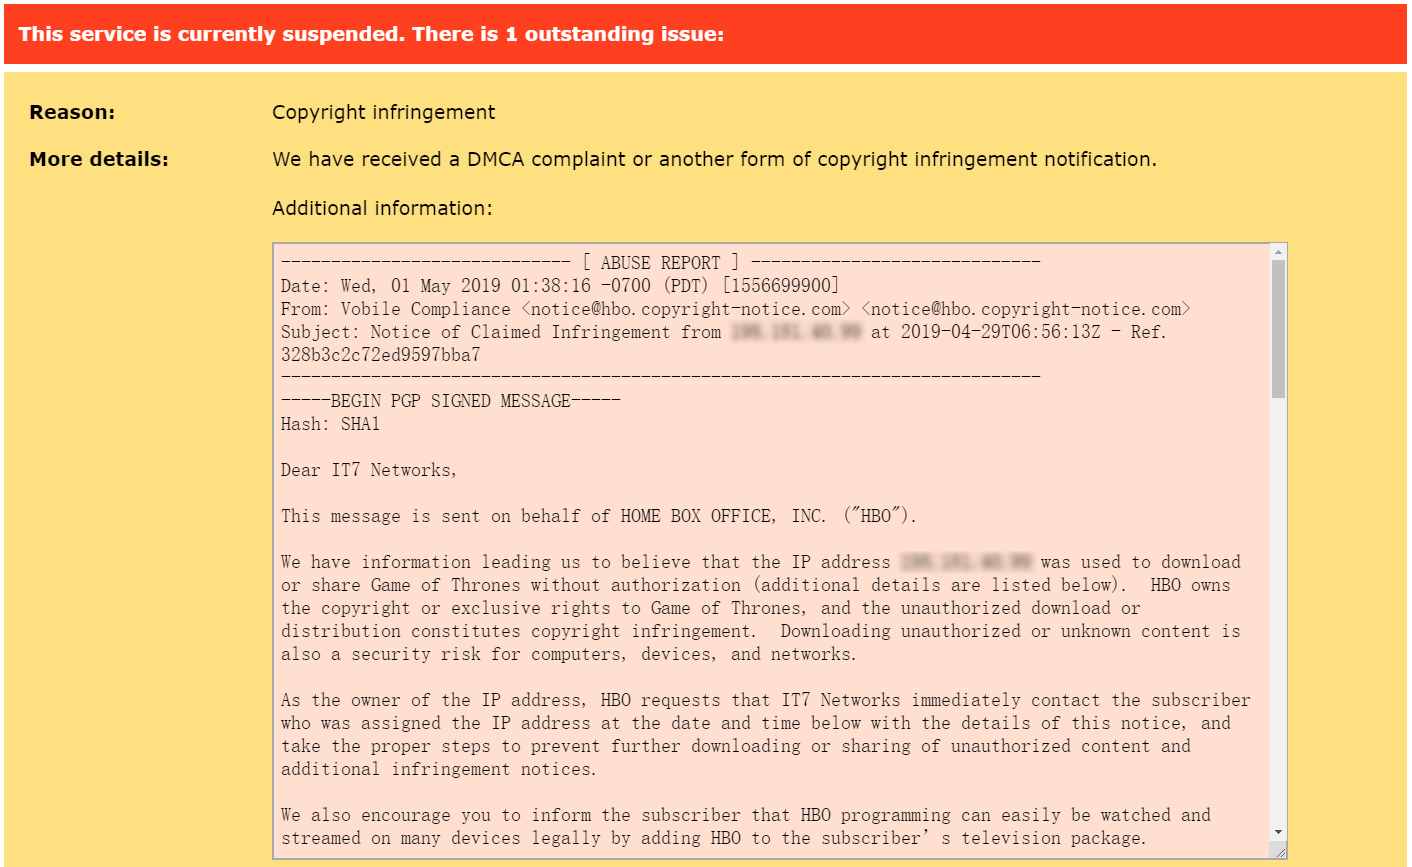 This service is currently suspended. There is 1 outstanding issue:
Reason: Copyright infringement
More details: We have received a DMCA complaint or another form of copyright infringement notification.
Additional information:
----------------------------- [ ABUSE REPORT ] -----------------------------
Date: Wed, 01 May 2019 01:38:16 -0700 (PDT) [1556699900]
From: Vobile Compliance <notice@hbo.copyright-notice.com> <notice@hbo.copyright-notice.com>
Subject: Notice of Claimed Infringement from at 2019-04-29T06:56:13Z - Ref.
328b3c2c72ed9597bba7
----------------------------------------------------------------------------
-----BEGIN PGP SIGNED MESSAGE-----
Hash: SHA1
Dear IT7 Networks,
This message is sent on behalf of HOME BOX OFFICE, INC. ("HBO").
We have information leading us to believe that the IP address was used to download
or share Game of Thrones without authorization (additional details are listed below).  HBO owns
the copyright or exclusive rights to Game of Thrones, and the unauthorized download or
distribution constitutes copyright infringement.  Downloading unauthorized or unknown content is
also a security risk for computers, devices, and networks.
As the owner of the IP address, HBO requests that IT7 Networks immediately contact the subscriber
who was assigned the IP address at the date and time below with the details of this notice, and
take the proper steps to prevent further downloading or sharing of unauthorized content and
additional infringement notices.
We also encourage you to inform the subscriber that HBO programming can easily be watched and
streamed on many devices legally by adding HBO to the subscriber’s television package.